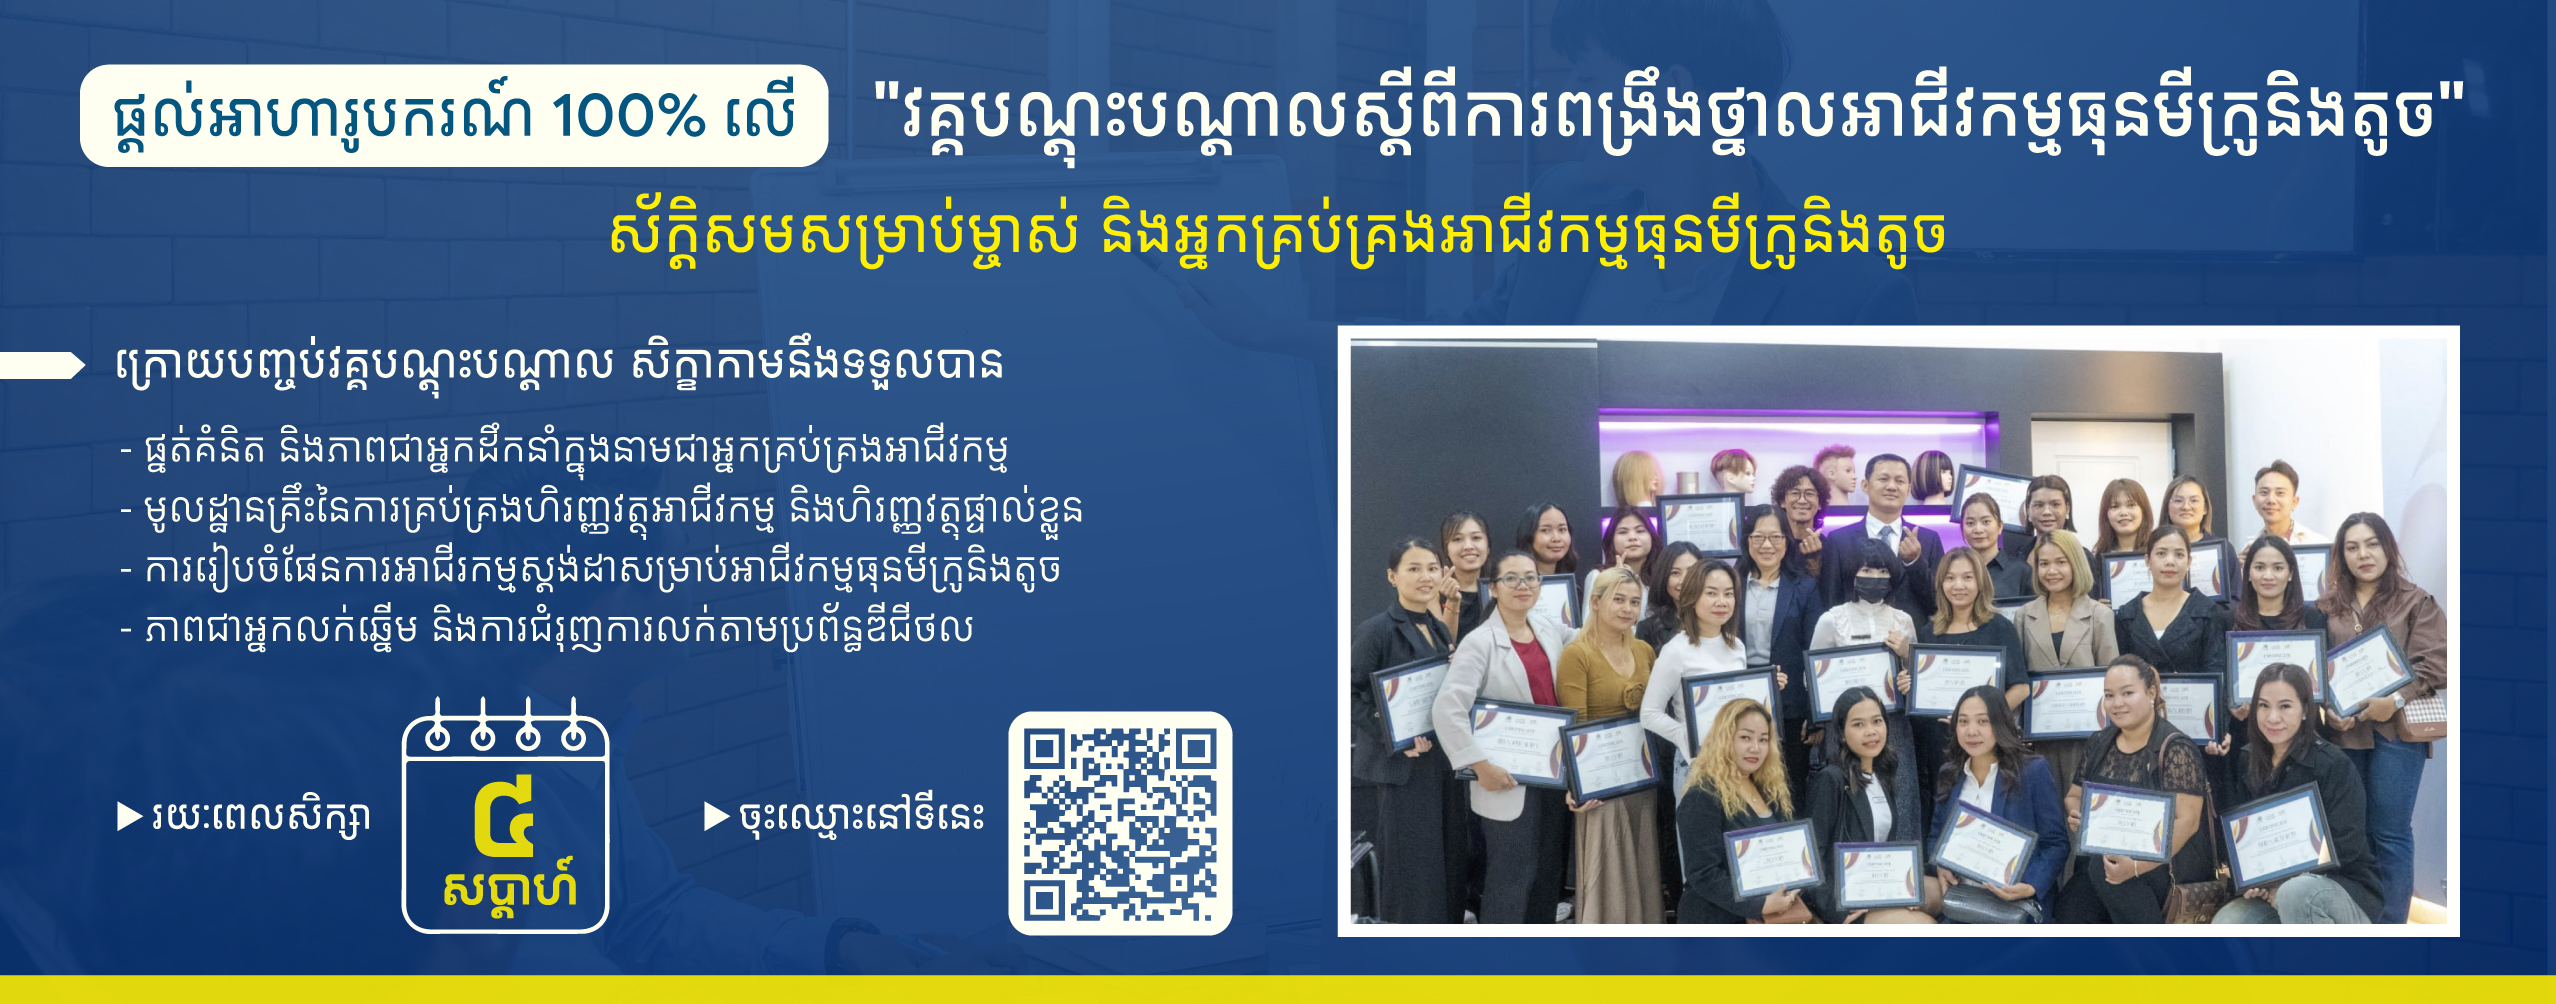 ផ្តល់អាហារូបករណ៍ 100% លើ "វគ្គបណ្តុះបណ្តាលស្តីពីការពង្រឹងថ្នាលអាជីវកម្មធុនមីក្រូនិងតូច"
ស័ក្តិសមសម្រាប់ម្ចាស់ និងអ្នកគ្រប់គ្រងអាជីវកម្មធុនមីក្រូនិងតូច
ក្រោយបញ្ចប់វគ្គបណ្តុះបណ្តាល សិក្ខាកាមនឹងទទួលបាន
- ផ្នត់គំនិត និងភាពជាអ្នកដឹកនាំក្នុងនាមជាអ្នកគ្រប់គ្រងអាជីវកម្ម
- មូលដ្ឋានគ្រឹះនៃការគ្រប់គ្រងហិរញ្ញវត្ថុអាជីវកម្ម និងហិរញ្ញវត្ថុផ្ទាល់ខ្លួន
- ការរៀបចំផែនការអាជីវកម្មស្តង់ដាសម្រាប់អាជីវកម្មធុនមីក្រូនិងតូច
- ភាពជាអ្នកលក់ឆ្នើម និងការជំរុញការលក់តាមប្រព័ន្ធឌីជីថល
រយៈពេលសិក្សា
៤
សប្តាហ៍
ចុះឈ្មោះនៅទីនេះ